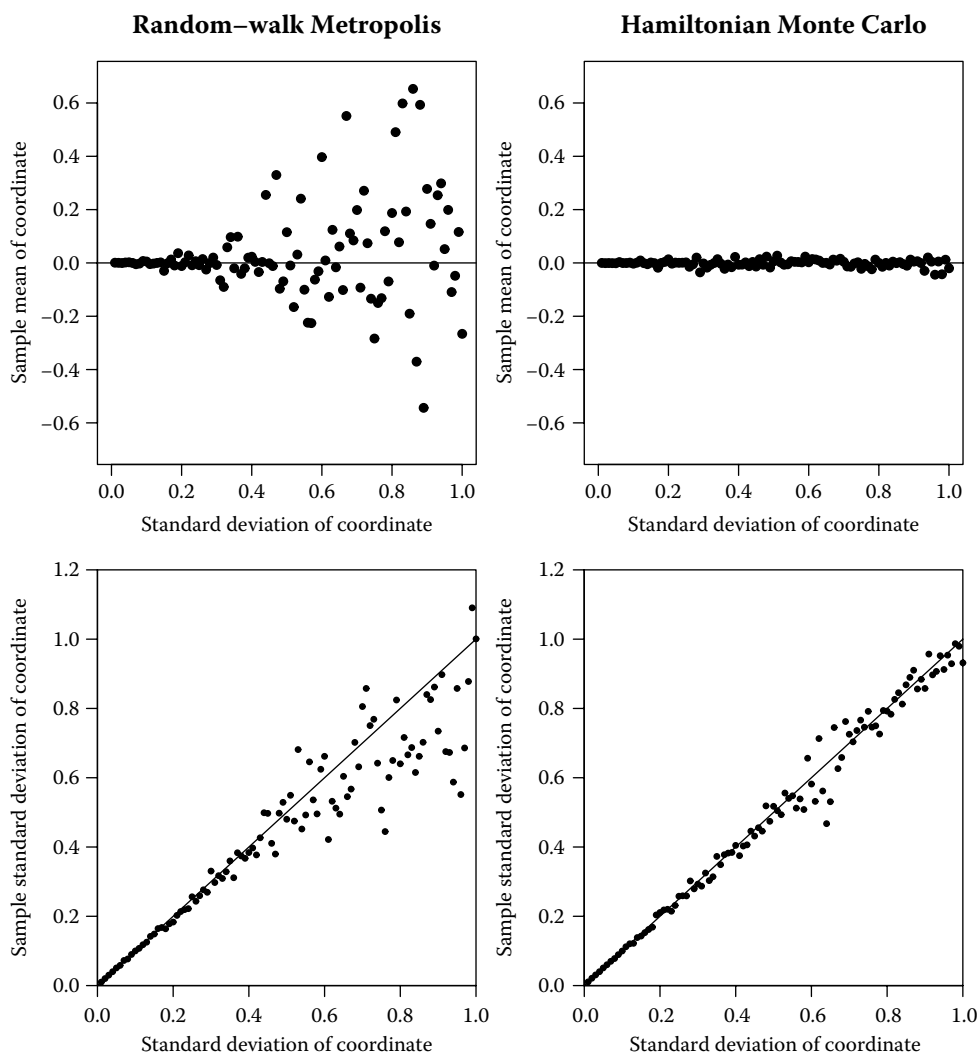 Random–walk Metropolis
Hamiltonian Monte Carlo
Sample mean of coordinate
0.6
0.4
0.2
0.0
−0.2
−0.4
−0.6
0.0 0.2 0.4 0.6 0.8 1.0
Standard deviation of coordinate
Sample mean of coordinate
0.6
0.4
0.2
0.0
−0.2
−0.4
−0.6
0.0 0.2 0.4 0.6 0.8 1.0
Standard deviation of coordinate
Sample standard deviation of coordinate
1.2
1.0
0.8
0.6
0.4
0.2
0.0
0.0 0.2 0.4 0.6 0.8 1.0
Standard deviation of coordinate
Sample standard deviation of coordinate
1.2
1.0
0.8
0.6
0.4
0.2
0.0
0.0 0.2 0.4 0.6 0.8 1.0
Standard deviation of coordinate